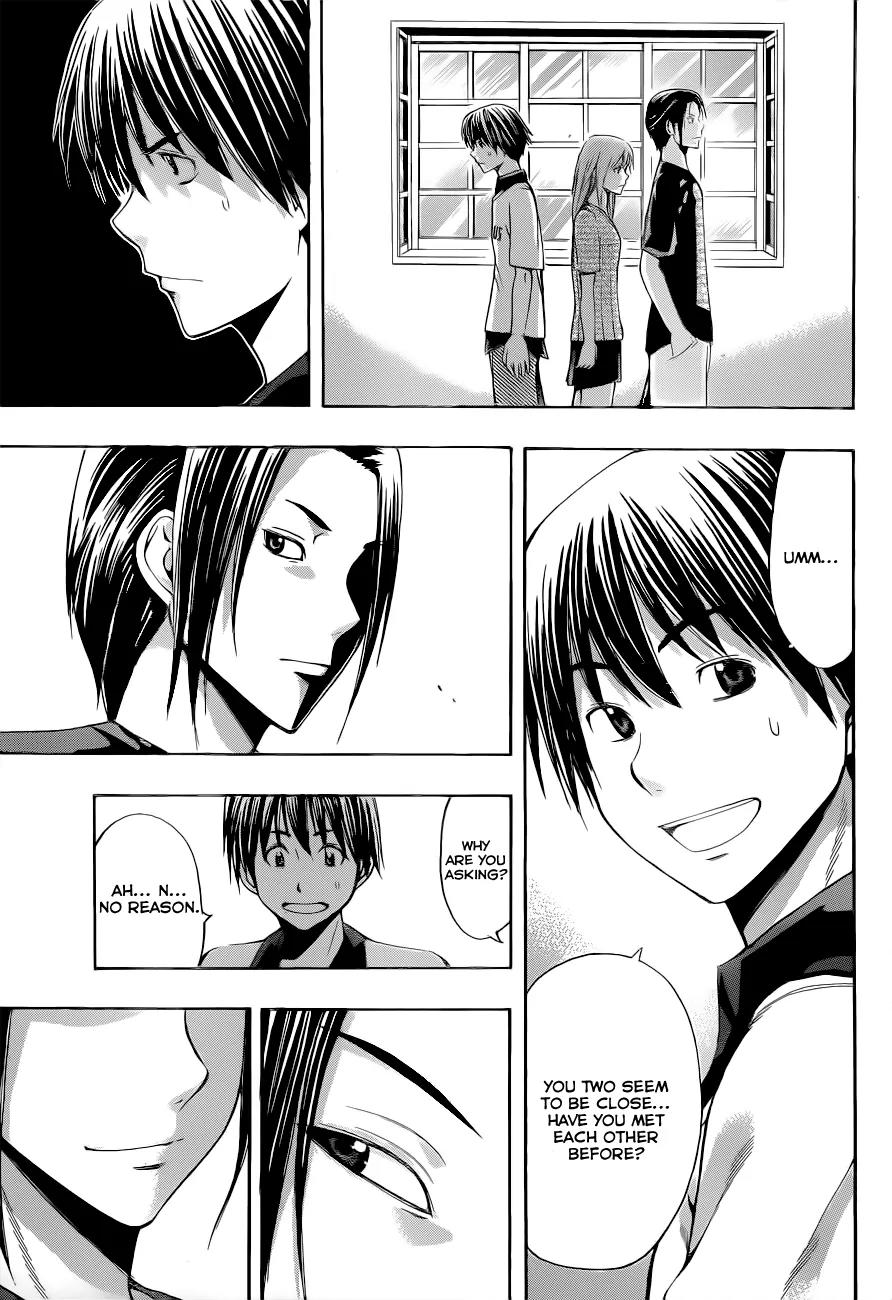 UMM...
YOU TWO SEEM
TO BE CLOSE...
HAVE YOU MET
EACH OTHER
BEFORE?
WHY
ARE YOU
ASKING?
AH... N...
NO REASON.